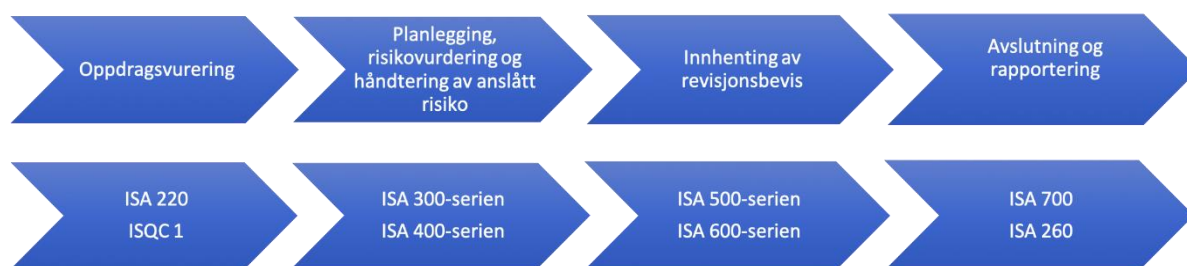 Oppdragsvurering
Planlegging,
risikovurdering og
håndtering av anslått
risiko
Innhenting av
revisjonsbevis
Avslutning og
rapportering
ISA 220
ISQC 1
ISA 300-serien
ISA 400-serien
ISA 500-serien
ISA 600-serien
ISA 700
ISA 260